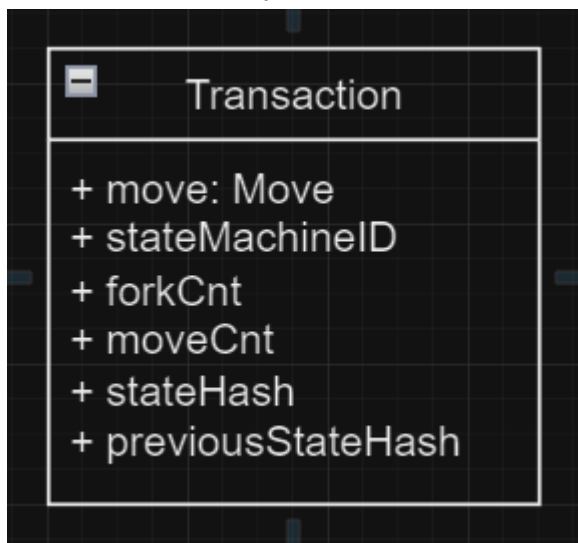 Transaction
+ move: Move
+ stateMachineID
+ forkCnt
+ moveCnt
+ stateHash
+ previousStateHash